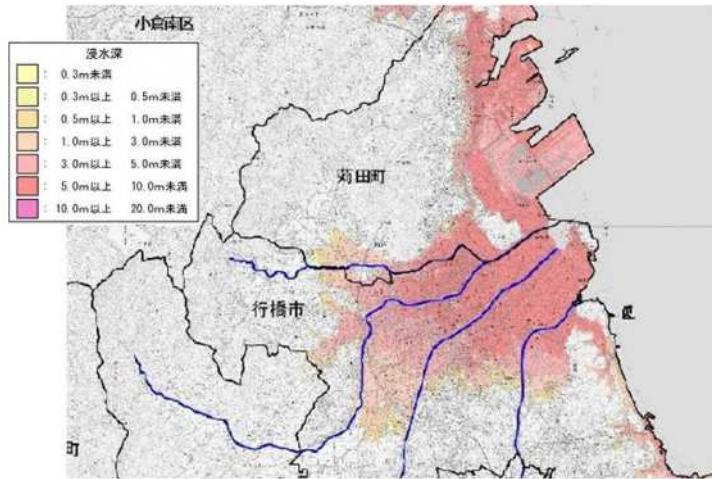 小倉南区
浸水深
： 0.3m未満
： 0.3m以上 0.5m未満
： 0.5m以上 1.0m未満
： 1.0m以上 3.0m未満
： 3.0m以上 5.0m未満
： 5.0m以上 10.0m未満
： 10.0m以上 20.0m未満
苅田町
行橋市
町